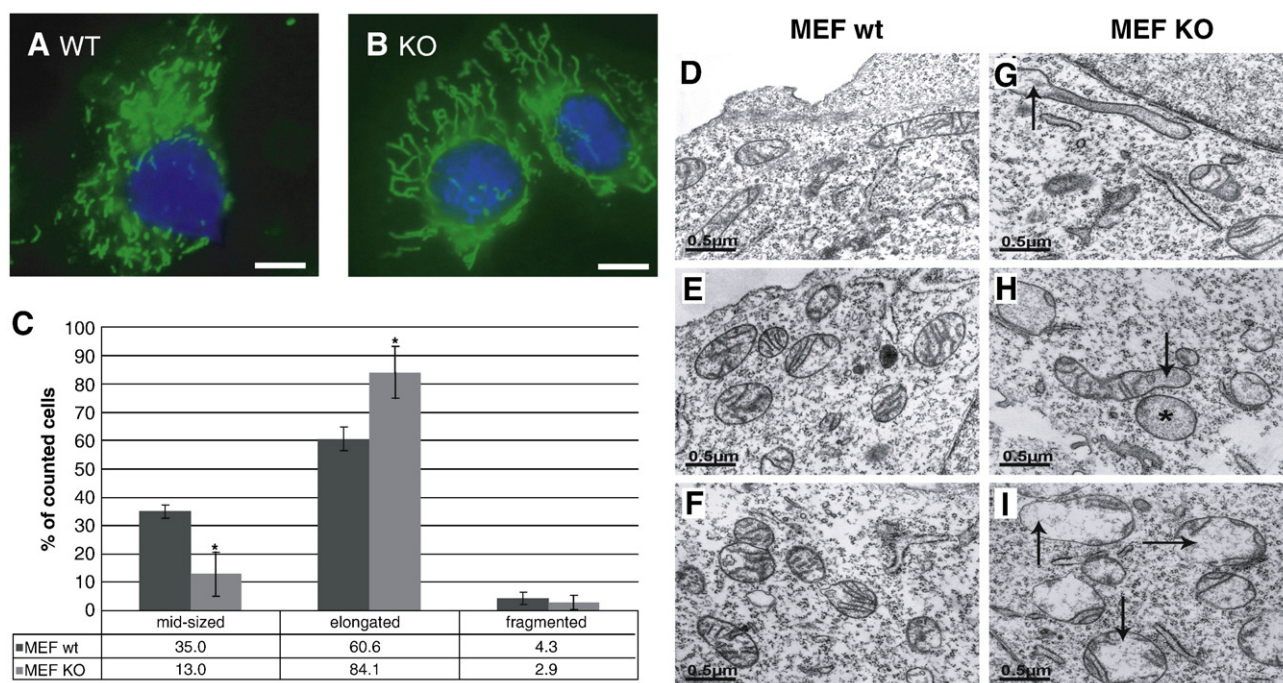 A WT
B KO
C
% of counted cells
100
90
80
70
60
50
40
30
20
10
0
*
*
mid-sized elongated fragmented
MEF wt 35.0 60.6 4.3
MEF KO 13.0 84.1 2.9
MEF wt MEF KO
D
0.5µm
G
0.5µm
E
0.5µm
H
*
0.5µm
F
0.5µm
I
0.5µm